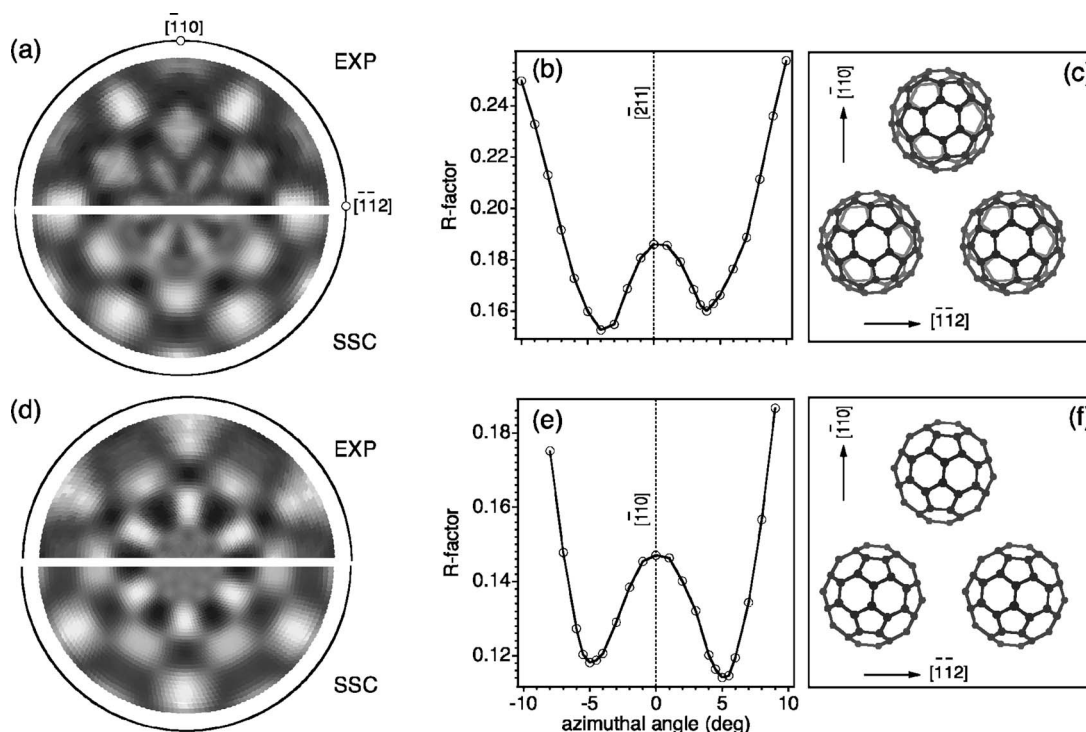 (a)
[1̄10]
EXP
[1̄1̄2]
SSC
(b)
R-factor
0.24
0.22
0.20
0.18
0.16
[2̄11]
(c)
[1̄10]
[1̄1̄2]
(d)
EXP
SSC
(e)
R-factor
0.18
0.16
0.14
0.12
[1̄10]
-10 -5 0 5 10
azimuthal angle (deg)
(f)
[1̄10]
[1̄1̄2]